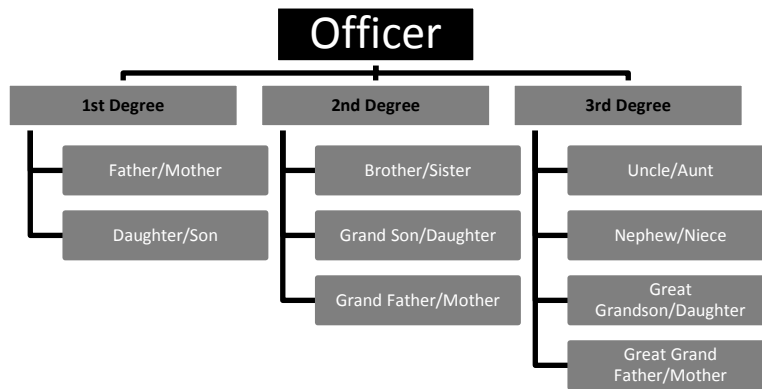 Officer
1st Degree
Father/Mother
Daughter/Son
2nd Degree
Brother/Sister
Grand Son/Daughter
Grand Father/Mother
3rd Degree
Uncle/Aunt
Nephew/Niece
Great
Grandson/Daughter
Great Grand
Father/Mother